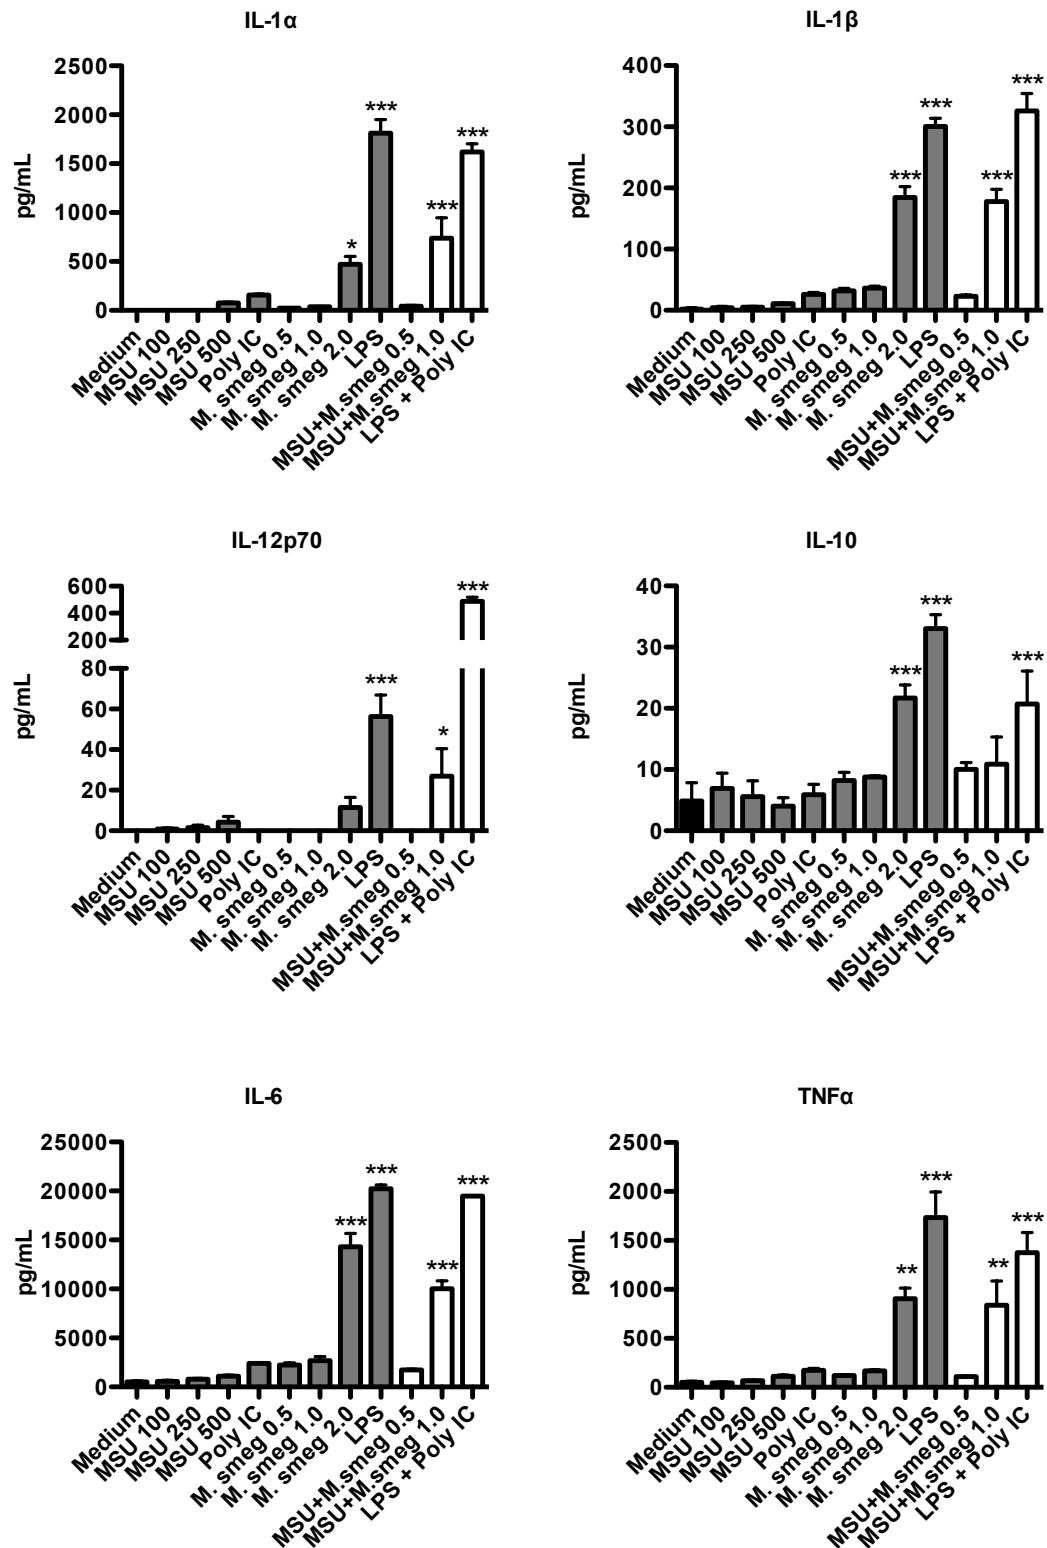 IL-1α
pg/mL
2500
2000
1500
1000
500
0
***
***
***
*
Medium
MSU 100
MSU 250
MSU 500
Poly IC
M. smeg 0.5
M. smeg 1.0
M. smeg 2.0
LPS
MSU+M.smeg 0.5
MSU+M.smeg 1.0
LPS + Poly IC
IL-1β
pg/mL
400
300
200
100
0
***
***
***
***
Medium
MSU 100
MSU 250
MSU 500
Poly IC
M. smeg 0.5
M. smeg 1.0
M. smeg 2.0
LPS
MSU+M.smeg 0.5
MSU+M.smeg 1.0
LPS + Poly IC
IL-12p70
pg/mL
600
400
200
80
60
40
20
0
***
***
*
Medium
MSU 100
MSU 250
MSU 500
Poly IC
M. smeg 0.5
M. smeg 1.0
M. smeg 2.0
LPS
MSU+M.smeg 0.5
MSU+M.smeg 1.0
LPS + Poly IC
IL-10
pg/mL
40
30
20
10
0
***
***
***
Medium
MSU 100
MSU 250
MSU 500
Poly IC
M. smeg 0.5
M. smeg 1.0
M. smeg 2.0
LPS
MSU+M.smeg 0.5
MSU+M.smeg 1.0
LPS + Poly IC
IL-6
pg/mL
25000
20000
15000
10000
5000
0
***
***
***
***
Medium
MSU 100
MSU 250
MSU 500
Poly IC
M. smeg 0.5
M. smeg 1.0
M. smeg 2.0
LPS
MSU+M.smeg 0.5
MSU+M.smeg 1.0
LPS + Poly IC
TNFα
pg/mL
2500
2000
1500
1000
500
0
***
***
**
**
Medium
MSU 100
MSU 250
MSU 500
Poly IC
M. smeg 0.5
M. smeg 1.0
M. smeg 2.0
LPS
MSU+M.smeg 0.5
MSU+M.smeg 1.0
LPS + Poly IC